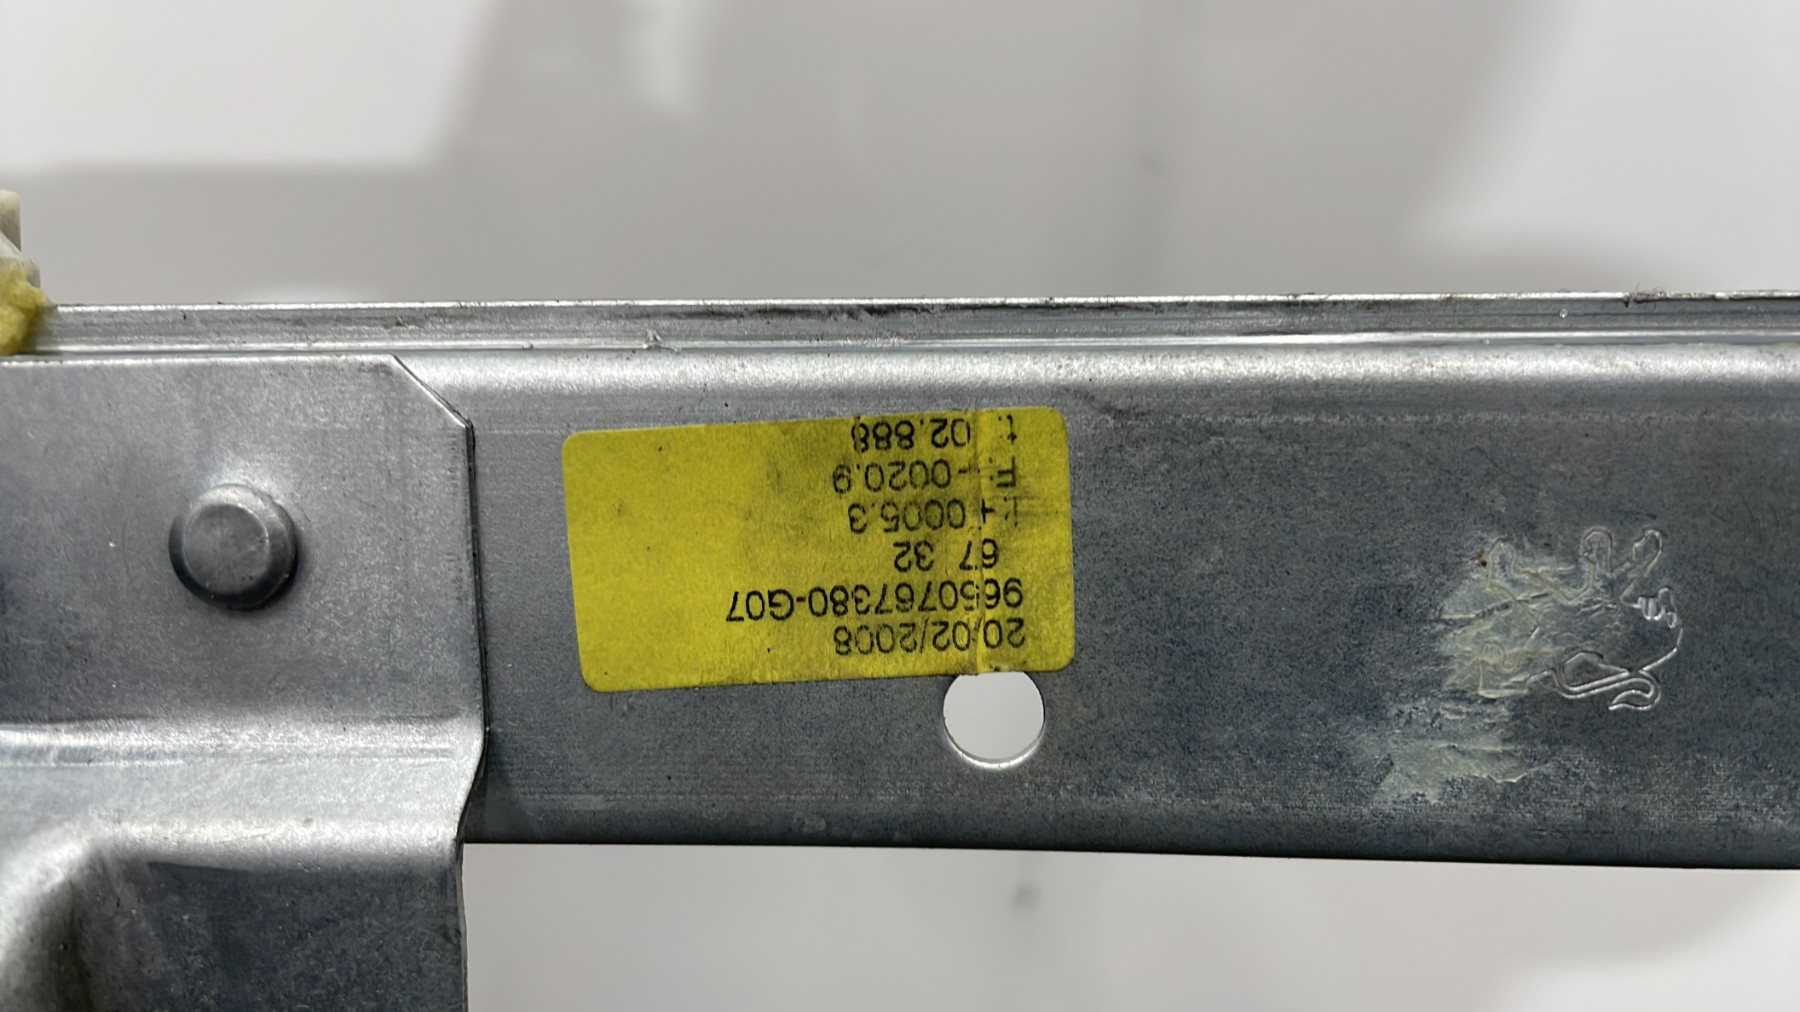 20/02/2008
9650767380-G07
67 32
I:+0005.3
F:-0020.9
t: 02.888